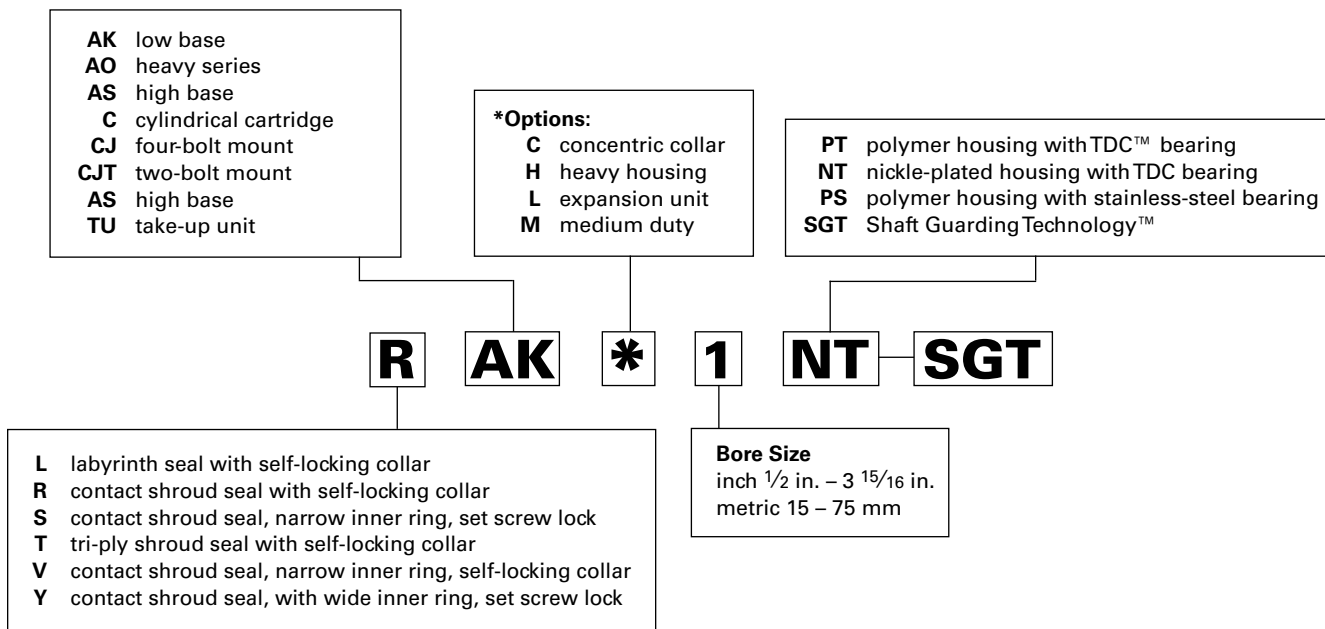 AK low base
AO heavy series
AS high base
C cylindrical cartridge
CJ four-bolt mount
CJT two-bolt mount
AS high base
TU take-up unit
*Options:
C concentric collar
H heavy housing
L expansion unit
M medium duty
PT polymer housing with TDC™ bearing
NT nickle-plated housing with TDC bearing
PS polymer housing with stainless-steel bearing
SGT Shaft Guarding Technology™
R AK * 1 NT SGT
L labyrinth seal with self-locking collar
R contact shroud seal with self-locking collar
S contact shroud seal, narrow inner ring, set screw lock
T tri-ply shroud seal with self-locking collar
V contact shroud seal, narrow inner ring, self-locking collar
Y contact shroud seal, with wide inner ring, set screw lock
Bore Size
inch 1/2 in. – 3 15/16 in.
metric 15 – 75 mm